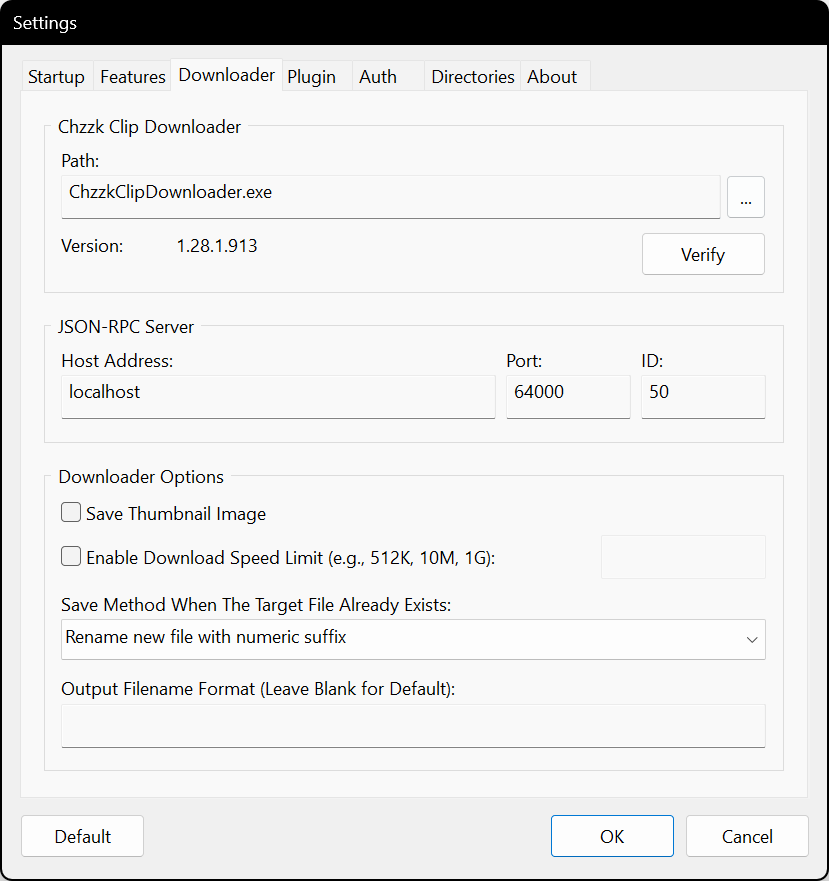 Settings
Startup Features Downloader Plugin Auth Directories About
Chzzk Clip Downloader
Path:
ChzzkClipDownloader.exe ...
Version: 1.28.1.913 Verify
JSON-RPC Server
Host Address: Port: ID:
localhost 64000 50
Downloader Options
Save Thumbnail Image
Enable Download Speed Limit (e.g., 512K, 10M, 1G):
Save Method When The Target File Already Exists:
Rename new file with numeric suffix
Output Filename Format (Leave Blank for Default):
Default OK Cancel